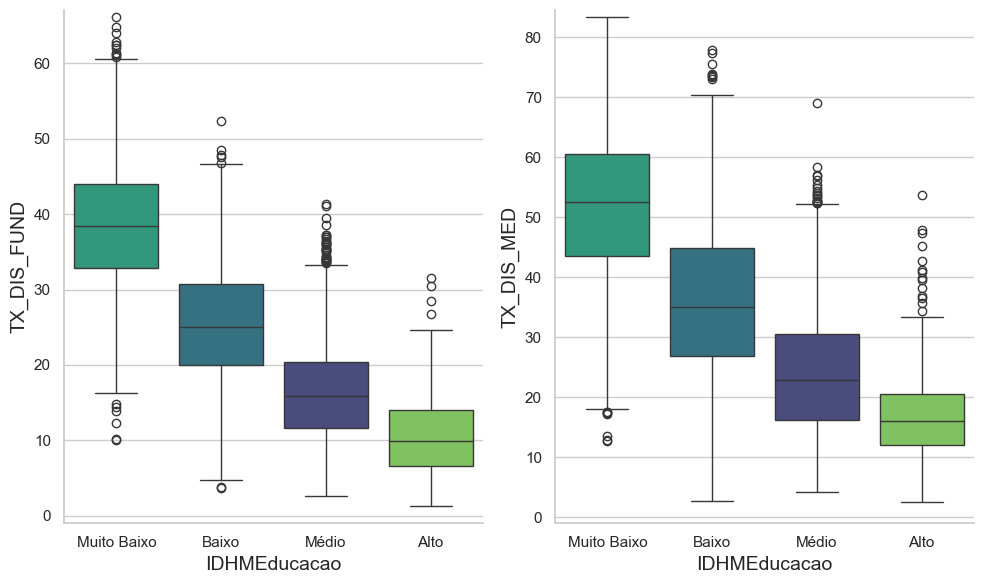 TX_DIS_FUND
60
50
40
30
20
10
0
Muito Baixo Baixo Médio Alto
IDHMEducacao
TX_DIS_MED
80
70
60
50
40
30
20
10
0
Muito Baixo Baixo Médio Alto
IDHMEducacao